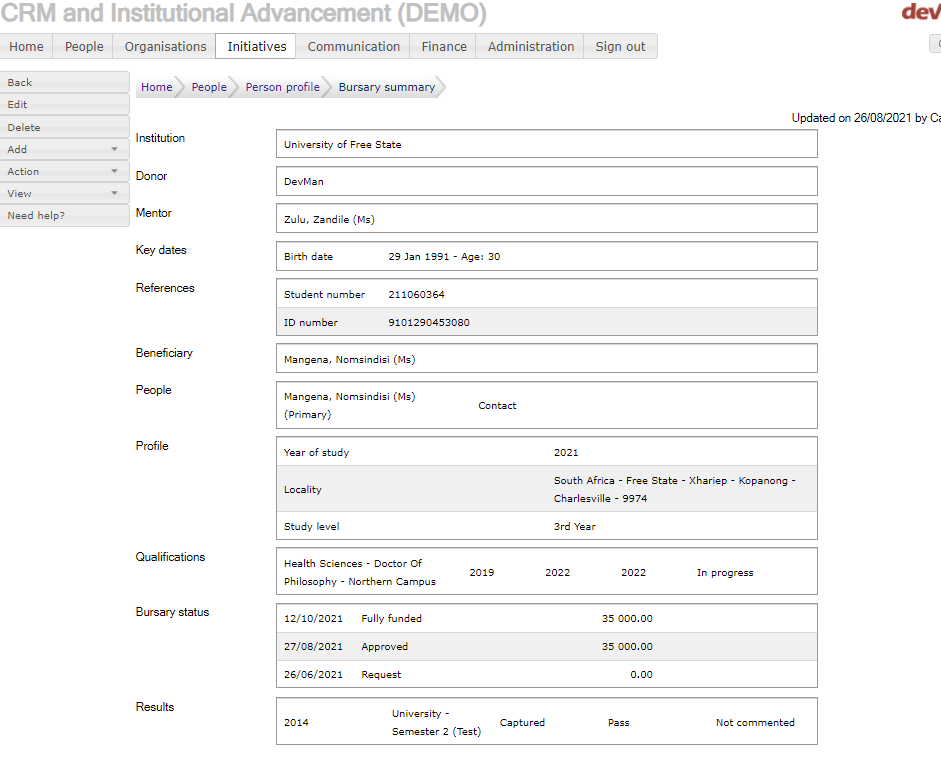 CRM and Institutional Advancement (DEMO)
dev
Home People Organisations Initiatives Communication Finance Administration Sign out
Back
Edit
Delete
Add
Action
View
Need help?
Home People Person profile Bursary summary
Updated on 26/08/2021 by Ca
Institution
University of Free State
Donor
DevMan
Mentor
Zulu, Zandile (Ms)
Key dates
Birth date 29 Jan 1991 - Age: 30
References
Student number 211060364
ID number 9101290453080
Beneficiary
Mangena, Nomsindisi (Ms)
People
Mangena, Nomsindisi (Ms)
(Primary)
Contact
Profile
Year of study 2021
Locality
South Africa - Free State - Xhariep - Kopanong -
Charlesville - 9974
Study level 3rd Year
Qualifications
Health Sciences - Doctor Of
Philosophy - Northern Campus
2019 2022 2022 In progress
Bursary status
12/10/2021 Fully funded 35 000.00
27/08/2021 Approved 35 000.00
26/06/2021 Request 0.00
Results
2014
University -
Semester 2 (Test)
Captured Pass Not commented